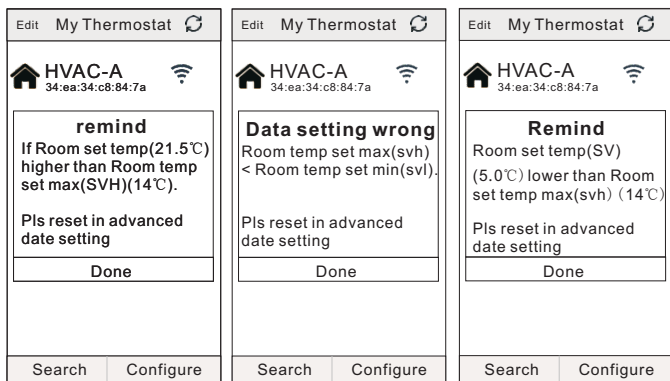 Edit My Thermostat
HVAC-A
34:ea:34:c8:84:7a
remind
If Room set temp(21.5℃)
higher than Room temp
set max(SVH)(14℃).
Pls reset in advanced
date setting
Done
Search Configure
Edit My Thermostat
HVAC-A
34:ea:34:c8:84:7a
Data setting wrong
Room temp set max(svh)
< Room temp set min(svl).
Pls reset in advanced
date setting
Done
Search Configure
Edit My Thermostat
HVAC-A
34:ea:34:c8:84:7a
Remind
Room set temp(SV)
(5.0℃) lower than Room
set temp max(svh) (14℃)
Pls reset in advanced
date setting
Done
Search Configure